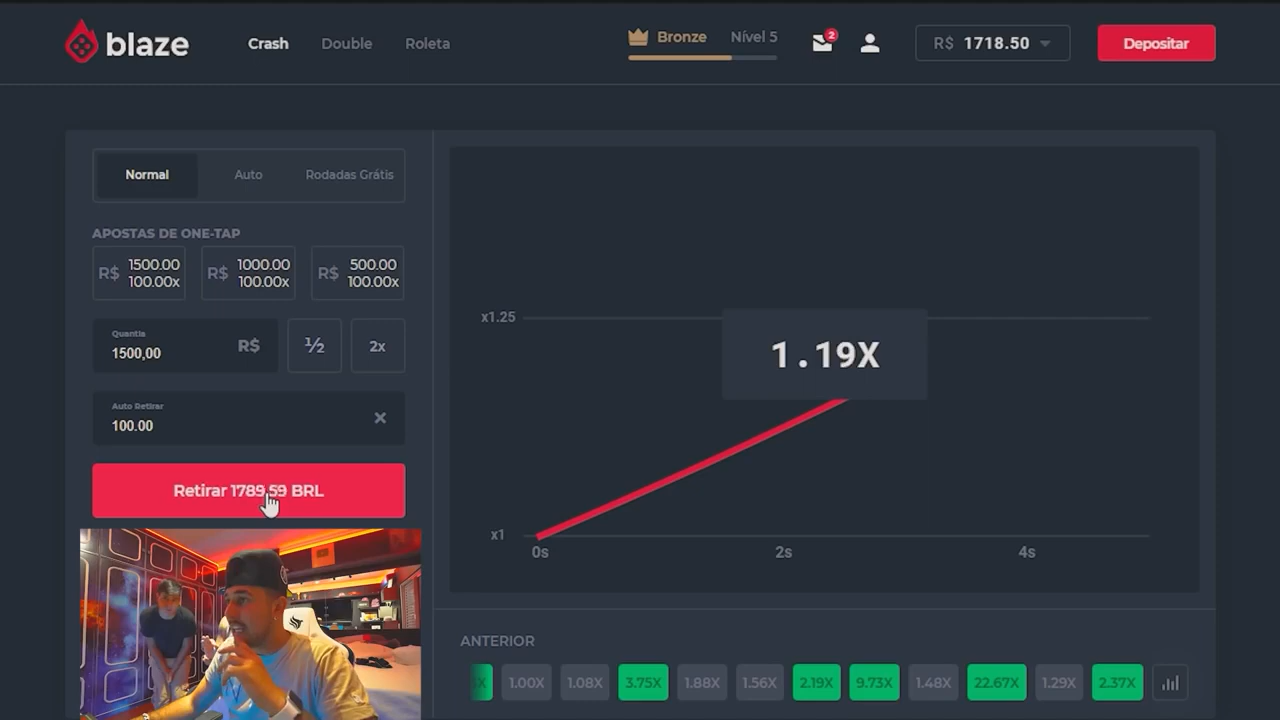 blaze
Crash
Double
Roleta
Bronze
Nível 5
2
R$ 1718.50
Depositar
Normal
Auto
Rodadas Grátis
APOSTAS DE ONE-TAP
R$ 1500.00
100.00x
R$ 1000.00
100.00x
R$ 500.00
100.00x
Quantia
1500,00
R$
½
2x
Auto Retirar
100.00
Retirar 1789.59 BRL
x1.25
1.19X
x1
0s
2s
4s
ANTERIOR
1.00X
1.08X
3.75X
1.88X
1.56X
2.19X
9.73X
1.48X
22.67X
1.29X
2.37X